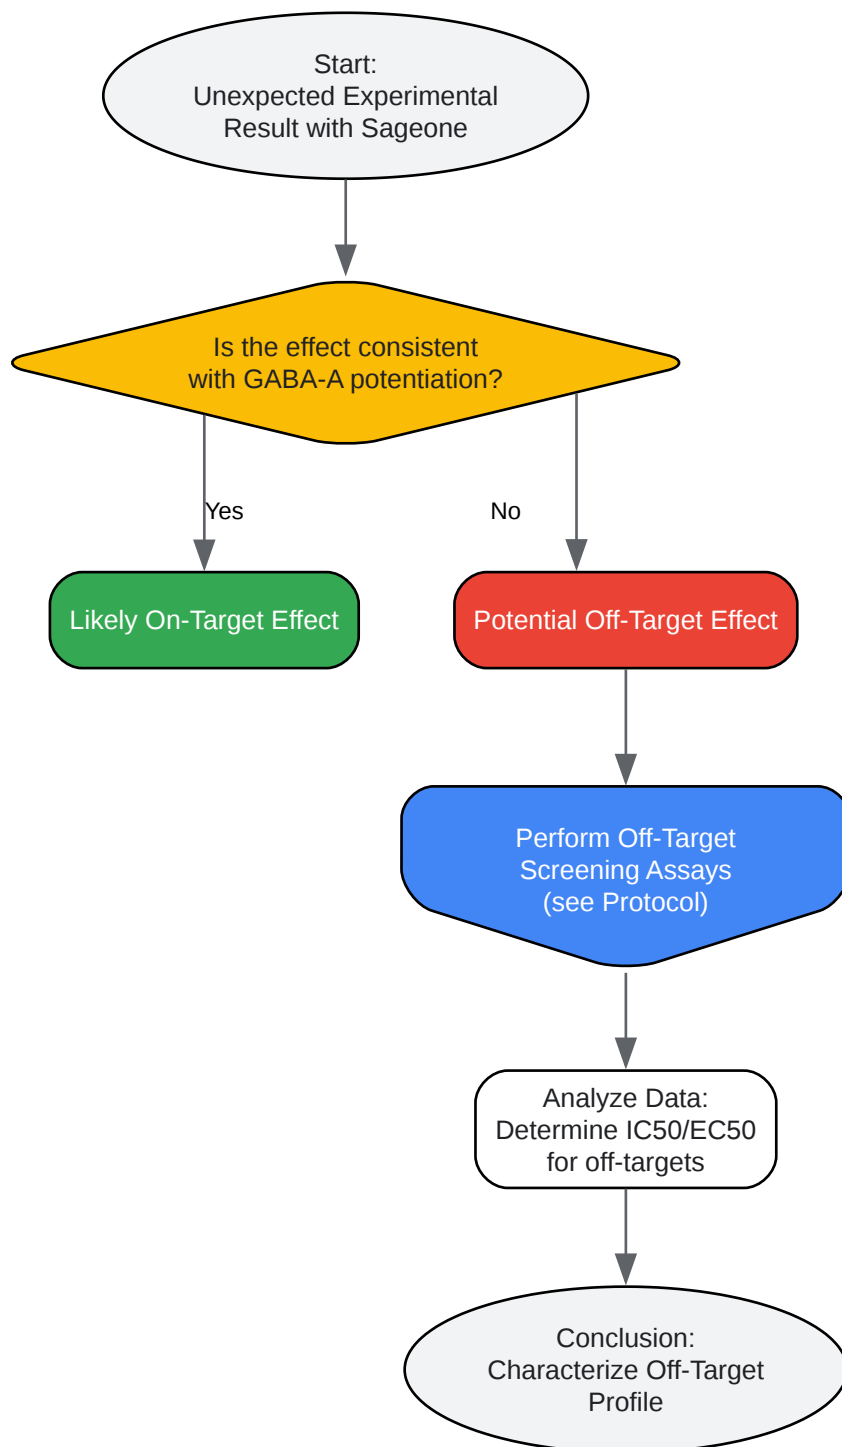 Start:
Unexpected Experimental
Result with Sageone
Is the effect consistent
with GABA-A potentiation?
Yes
No
Likely On-Target Effect
Potential Off-Target Effect
Perform Off-Target
Screening Assays
(see Protocol)
Analyze Data:
Determine IC50/EC50
for off-targets
Conclusion:
Characterize Off-Target
Profile